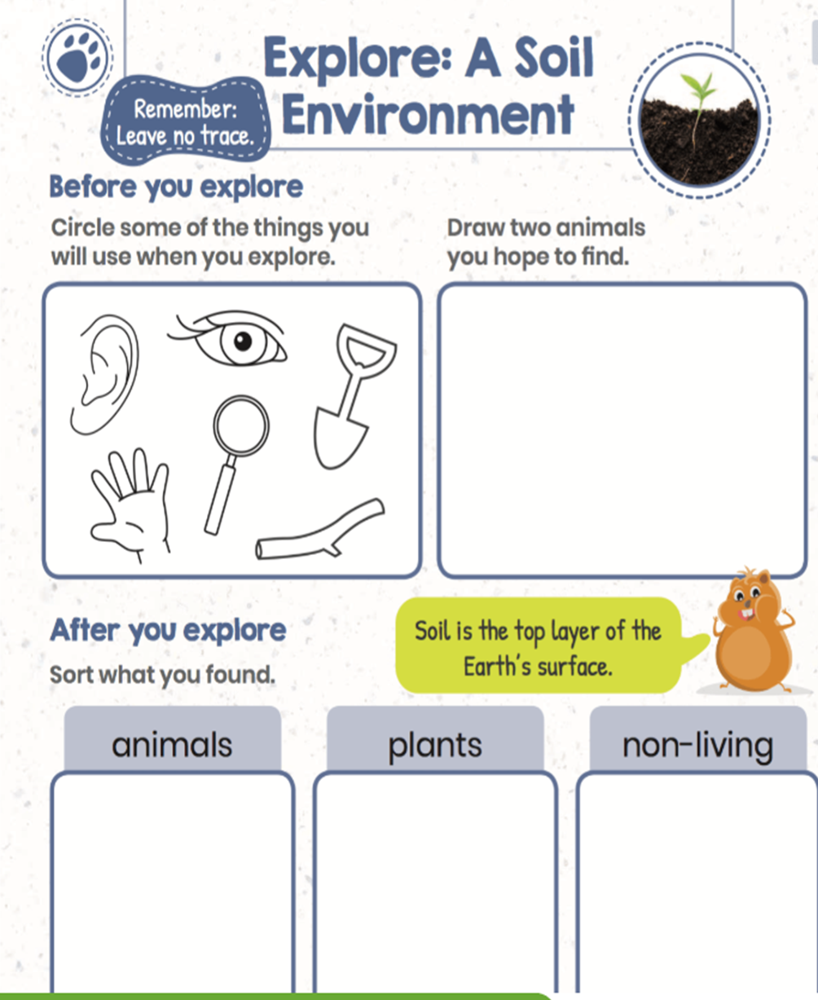 Explore: A Soil
Environment
Remember:
Leave no trace.
Before you explore
Circle some of the things you
will use when you explore.
Draw two animals
you hope to find.
After you explore
Sort what you found.
Soil is the top layer of the
Earth's surface.
animals
plants
non-living